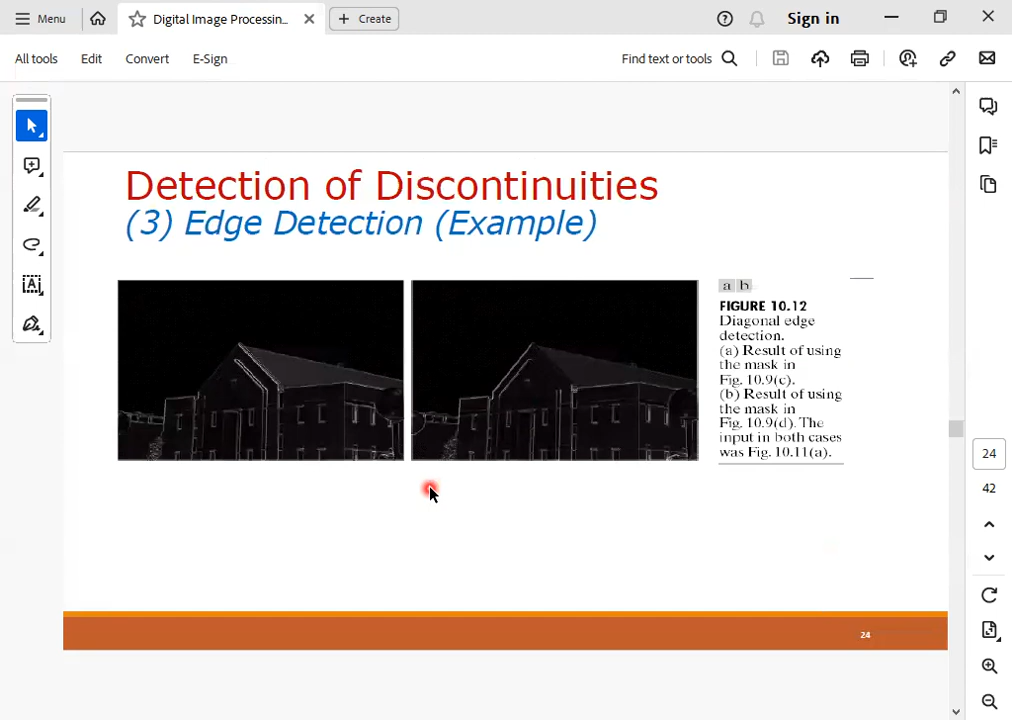 Menu
Digital Image Processin...
Create
Sign in
All tools
Edit
Convert
E-Sign
Find text or tools
Detection of Discontinuities
(3) Edge Detection (Example)
a b
FIGURE 10.12
Diagonal edge
detection.
(a) Result of using
the mask in
Fig. 10.9(c).
(b) Result of using
the mask in
Fig. 10.9(d). The
input in both cases
was Fig. 10.11(a).
24
42
24